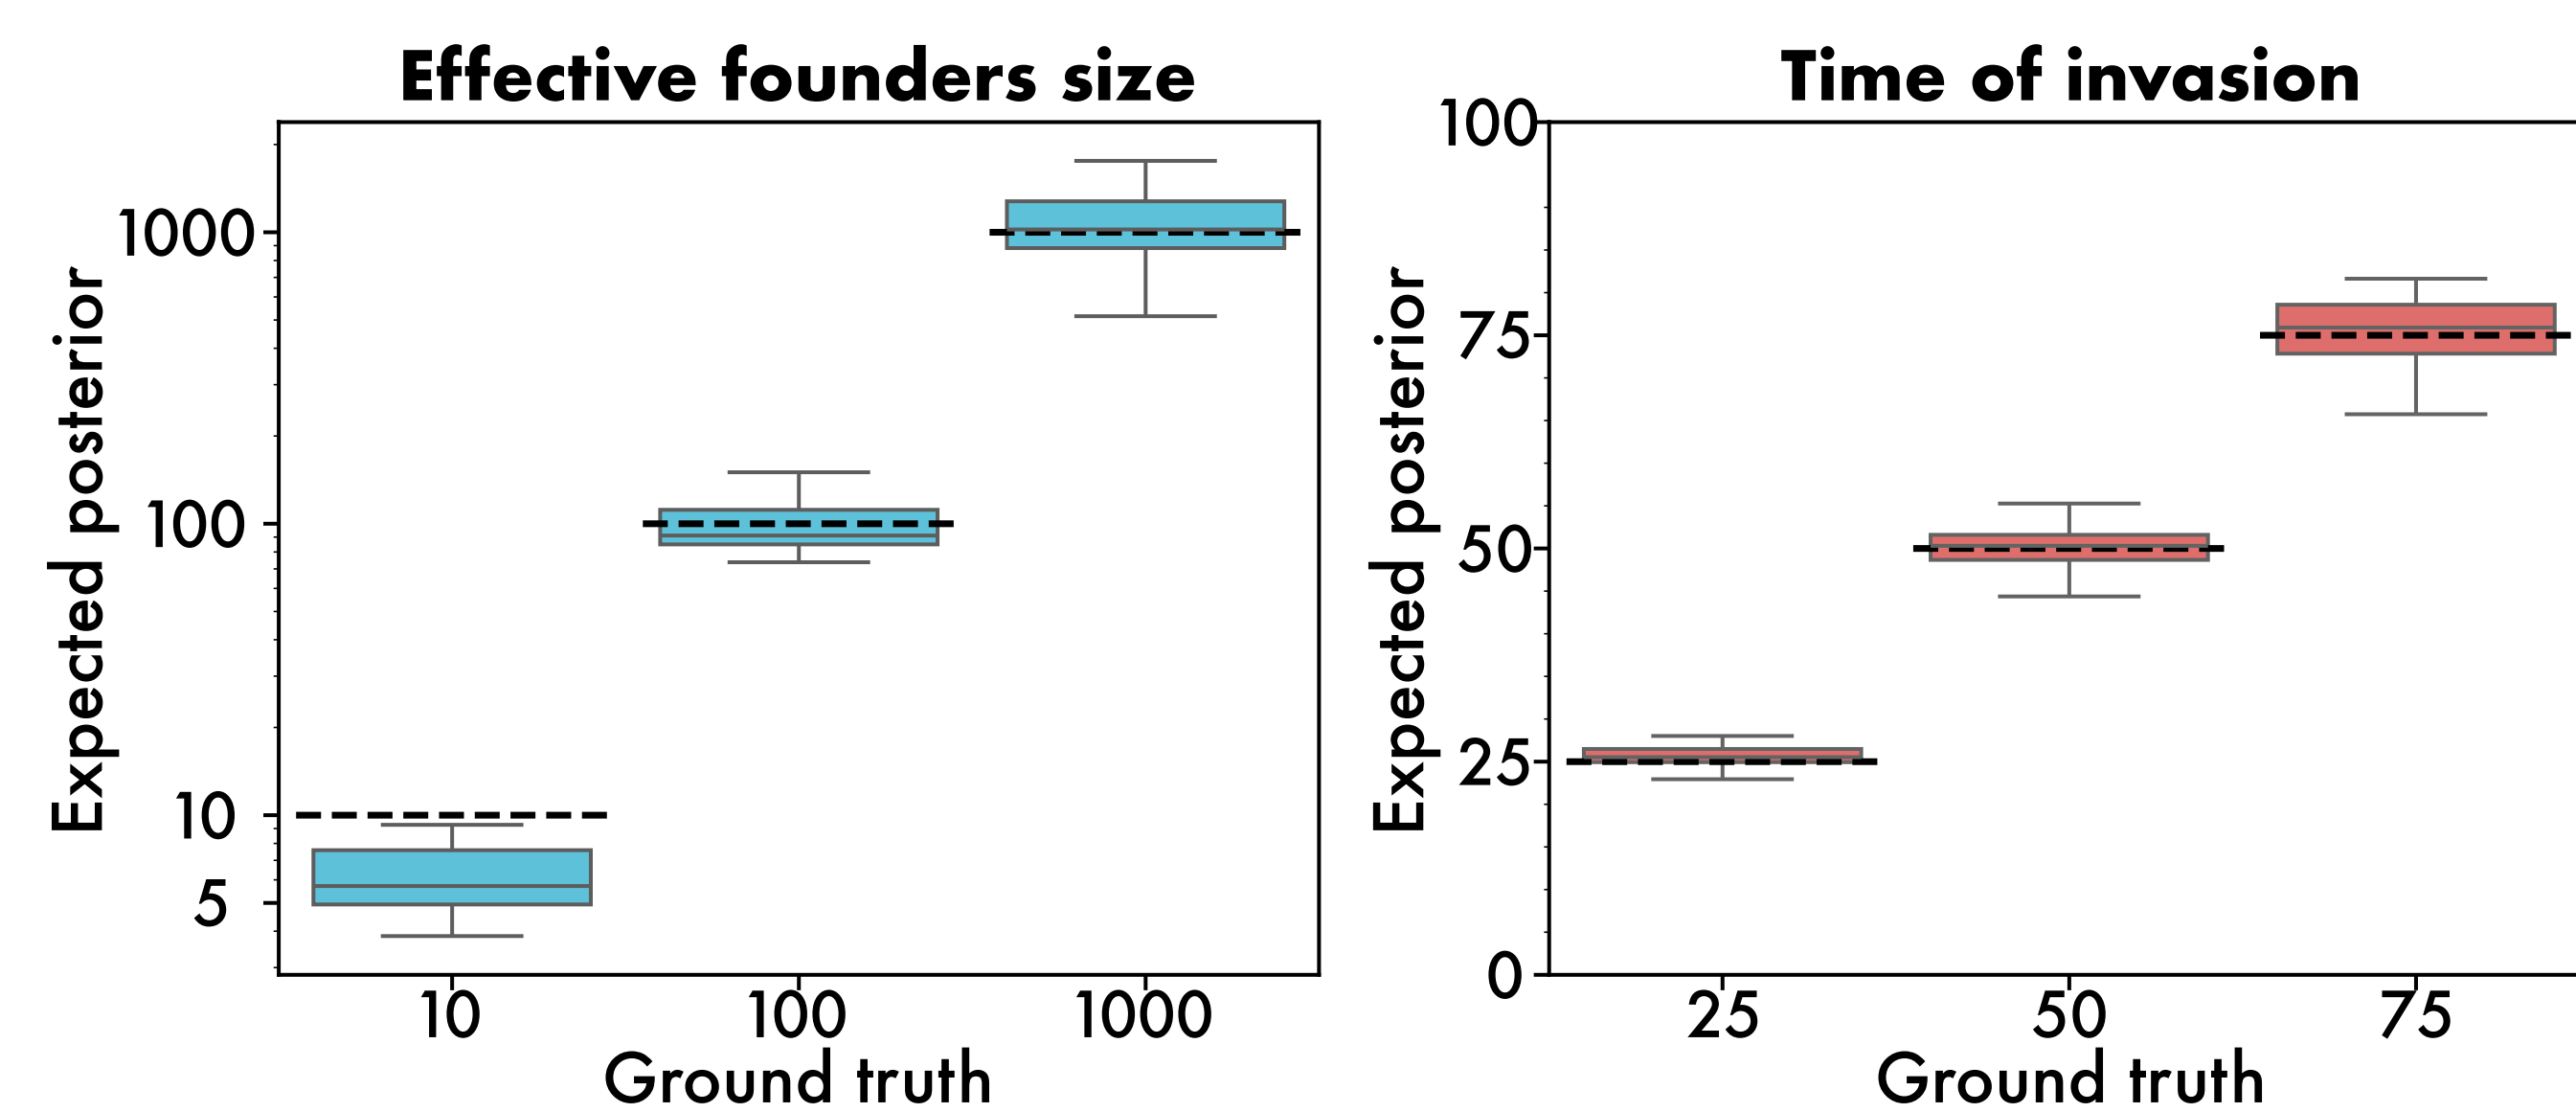 Effective founders size
Expected posterior
1000
100
10
5
10 100 1000
Ground truth
Time of invasion
Expected posterior
100
75
50
25
0
25 50 75
Ground truth